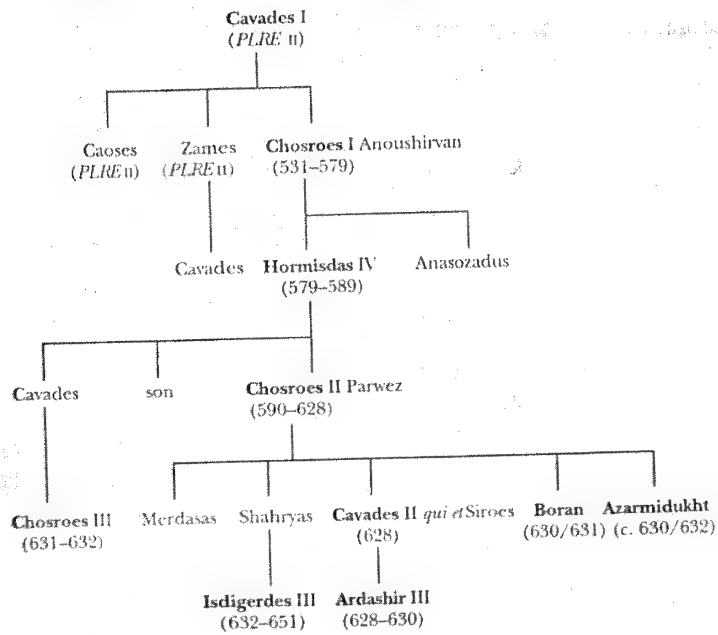 Cavades I
(PLRE II)
Caoses
(PLRE II)
Zames
(PLRE II)
Chosroes I Anoushirvan
(531–579)
Cavades
Hormisdas IV
(579–589)
Anasozadus
Cavades
son
Chosroes II Parwez
(590–628)
Chosroes III
(631–632)
Merdasas
Shahryas
Cavades II qui et Siroes
(628)
Boran
(630/631)
Azarmidukht
(c. 630/632)
Isdigerdes III
(632–651)
Ardashir III
(628–630)